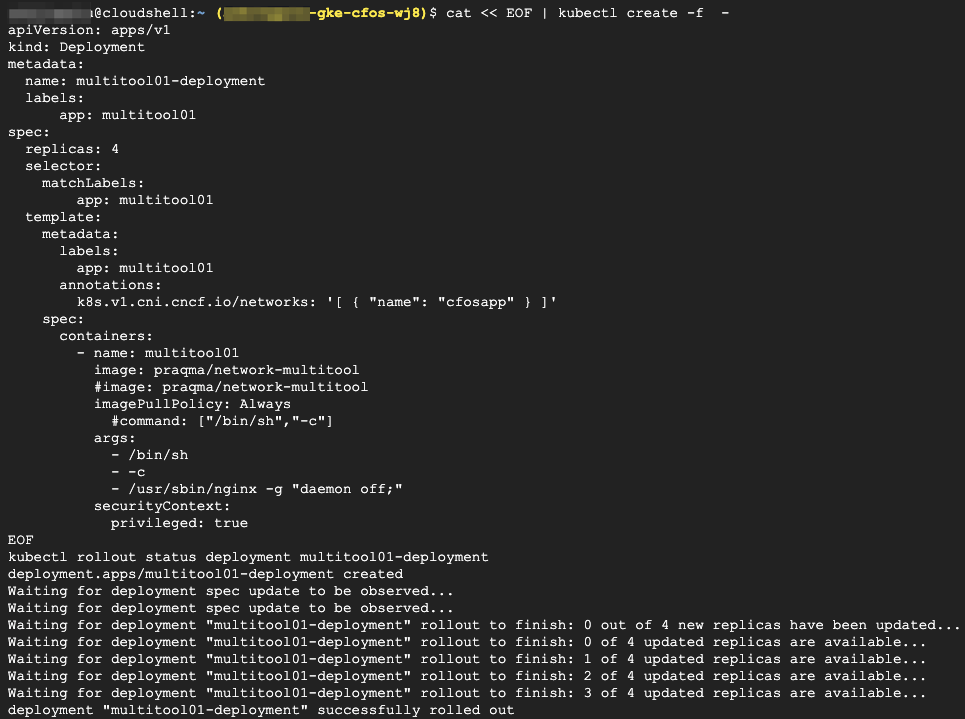 @cloudshell:~ (-gke-cfos-wj8)$ cat << EOF | kubectl create -f  -
apiVersion: apps/v1
kind: Deployment
metadata:
  name: multitool01-deployment
  labels:
      app: multitool01
spec:
  replicas: 4
  selector:
    matchLabels:
        app: multitool01
  template:
    metadata:
      labels:
        app: multitool01
      annotations:
        k8s.v1.cni.cncf.io/networks: '[ { "name": "cfosapp" } ]'
    spec:
      containers:
        - name: multitool01
          image: praqma/network-multitool
          #image: praqma/network-multitool
          imagePullPolicy: Always
            #command: ["/bin/sh","-c"]
          args:
            - /bin/sh
            - -c
            - /usr/sbin/nginx -g "daemon off;"
          securityContext:
            privileged: true
EOF
kubectl rollout status deployment multitool01-deployment
deployment.apps/multitool01-deployment created
Waiting for deployment spec update to be observed...
Waiting for deployment spec update to be observed...
Waiting for deployment "multitool01-deployment" rollout to finish: 0 out of 4 new replicas have been updated...
Waiting for deployment "multitool01-deployment" rollout to finish: 0 of 4 updated replicas are available...
Waiting for deployment "multitool01-deployment" rollout to finish: 1 of 4 updated replicas are available...
Waiting for deployment "multitool01-deployment" rollout to finish: 2 of 4 updated replicas are available...
Waiting for deployment "multitool01-deployment" rollout to finish: 3 of 4 updated replicas are available...
deployment "multitool01-deployment" successfully rolled out